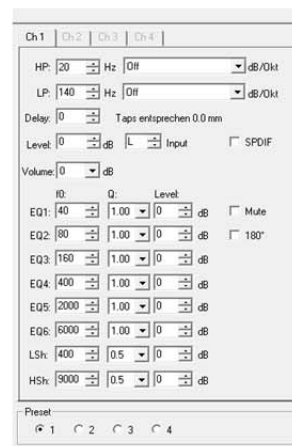 Ch 1 Ch 2 Ch 3 Ch 4
HP: 20 Hz Off dB/Okt
LP: 140 Hz Off dB/Okt
Delay: 0 Taps entsprechen 0.0 mm
Level: 0 dB L Input SPDIF
Volume: 0 dB
f0: Q: Level:
EQ1: 40 1.00 0 dB Mute
EQ2: 80 1.00 0 dB 180°
EQ3: 160 1.00 0 dB
EQ4: 400 1.00 0 dB
EQ5: 2000 1.00 0 dB
EQ6: 6000 1.00 0 dB
LSh: 400 0.5 0 dB
HSh: 9000 0.5 0 dB
Preset
1 2 3 4